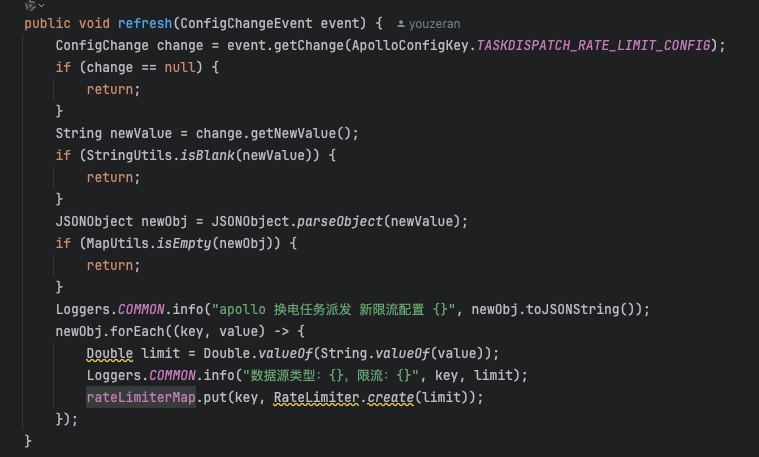 public void refresh(ConfigChangeEvent event) { youzeran
    ConfigChange change = event.getChange(ApolloConfigKey.TASKDISPATCH_RATE_LIMIT_CONFIG);
    if (change == null) {
        return;
    }
    String newValue = change.getNewValue();
    if (StringUtils.isBlank(newValue)) {
        return;
    }
    JSONObject newObj = JSONObject.parseObject(newValue);
    if (MapUtils.isEmpty(newObj)) {
        return;
    }
    Loggers.COMMON.info("apollo 换电任务派发 新限流配置 {}", newObj.toJSONString());
    newObj.forEach((key, value) -> {
        Double limit = Double.valueOf(String.valueOf(value));
        Loggers.COMMON.info("数据源类型：{}，限流：{}", key, limit);
        rateLimiterMap.put(key, RateLimiter.create(limit));
    });
}